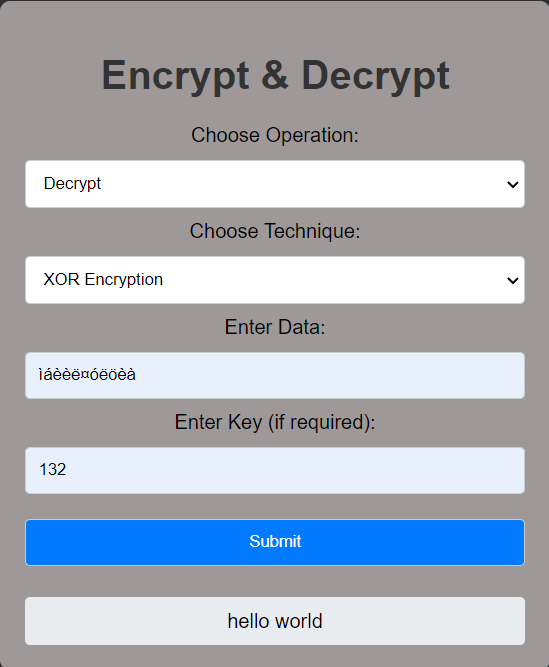 Encrypt & Decrypt
Choose Operation:
Decrypt
Choose Technique:
XOR Encryption
Enter Data:
ìáèèë¤óëöèà
Enter Key (if required):
132
Submit
hello world